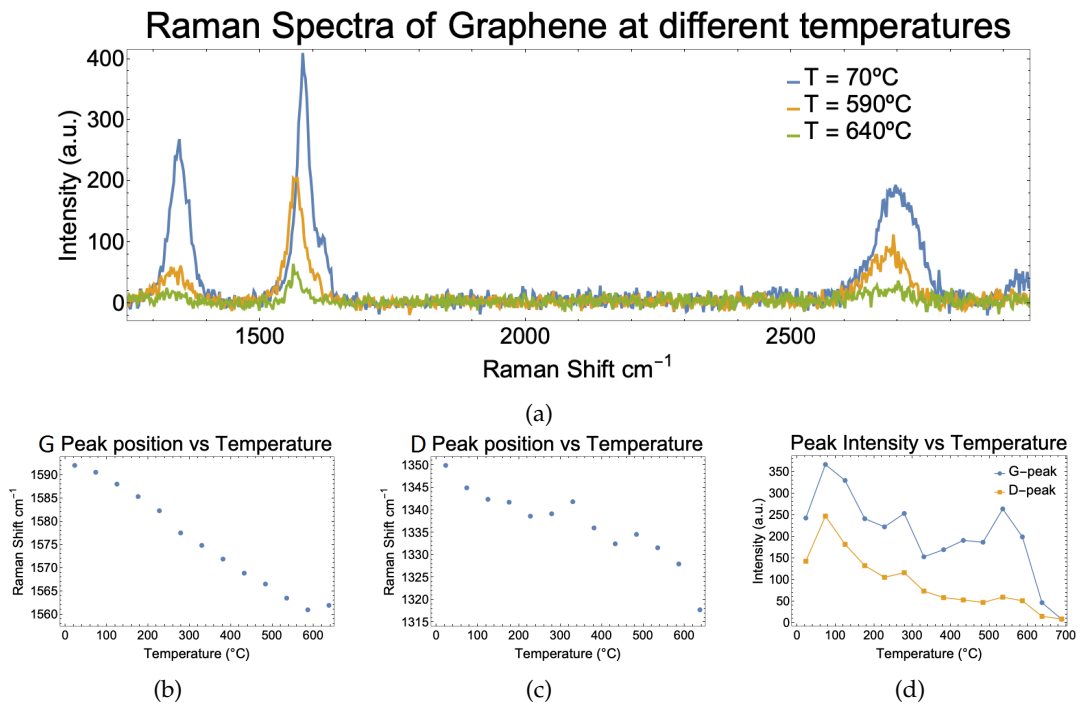 Raman Spectra of Graphene at different temperatures
400
300
200
100
0
Intensity (a.u.)
T = 70ºC
T = 590ºC
T = 640ºC
1500 2000 2500
Raman Shift cm⁻¹
(a)
G Peak position vs Temperature
1590
1585
1580
1575
1570
1565
1560
Raman Shift cm⁻¹
0 100 200 300 400 500 600
Temperature (°C)
(b)
D Peak position vs Temperature
1350
1345
1340
1335
1330
1325
1320
1315
Raman Shift cm⁻¹
0 100 200 300 400 500 600
Temperature (°C)
(c)
Peak Intensity vs Temperature
350
300
250
200
150
100
50
0
Intensity (a.u.)
G-peak
D-peak
0 100 200 300 400 500 600 700
Temperature (°C)
(d)